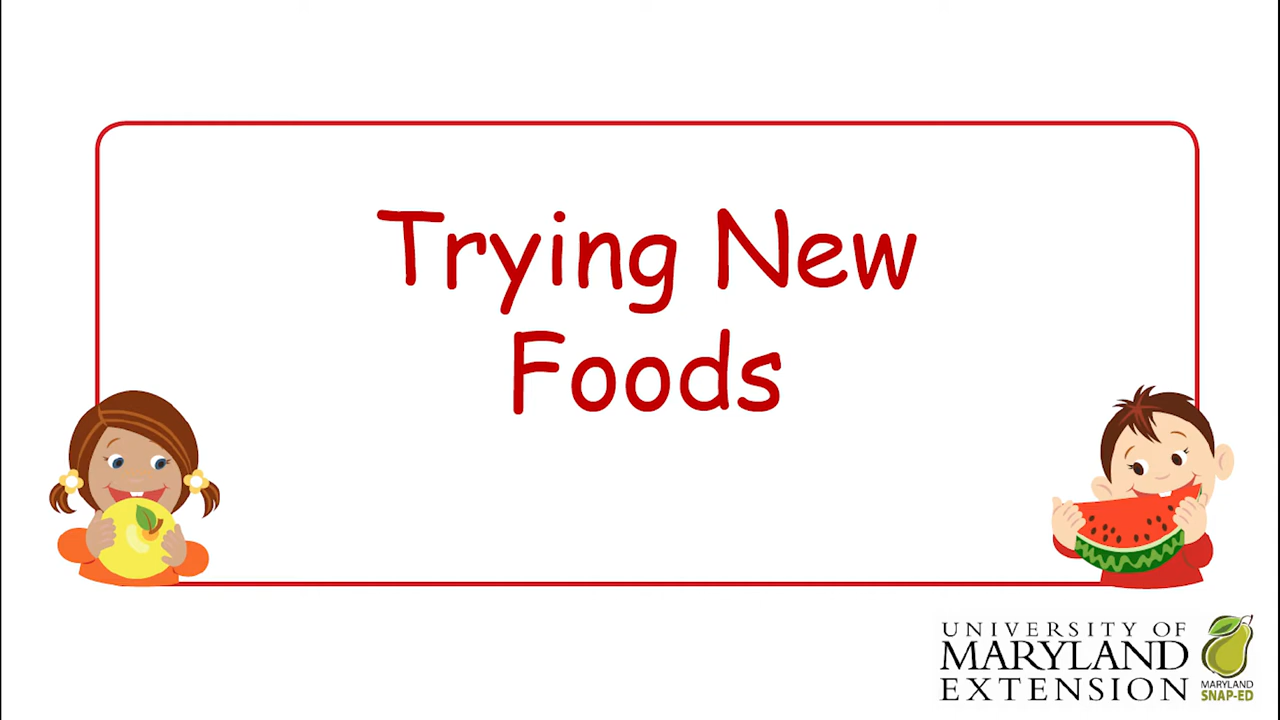 Trying New
Foods
UNIVERSITY OF
MARYLAND
EXTENSION
MARYLAND
SNAP-ED